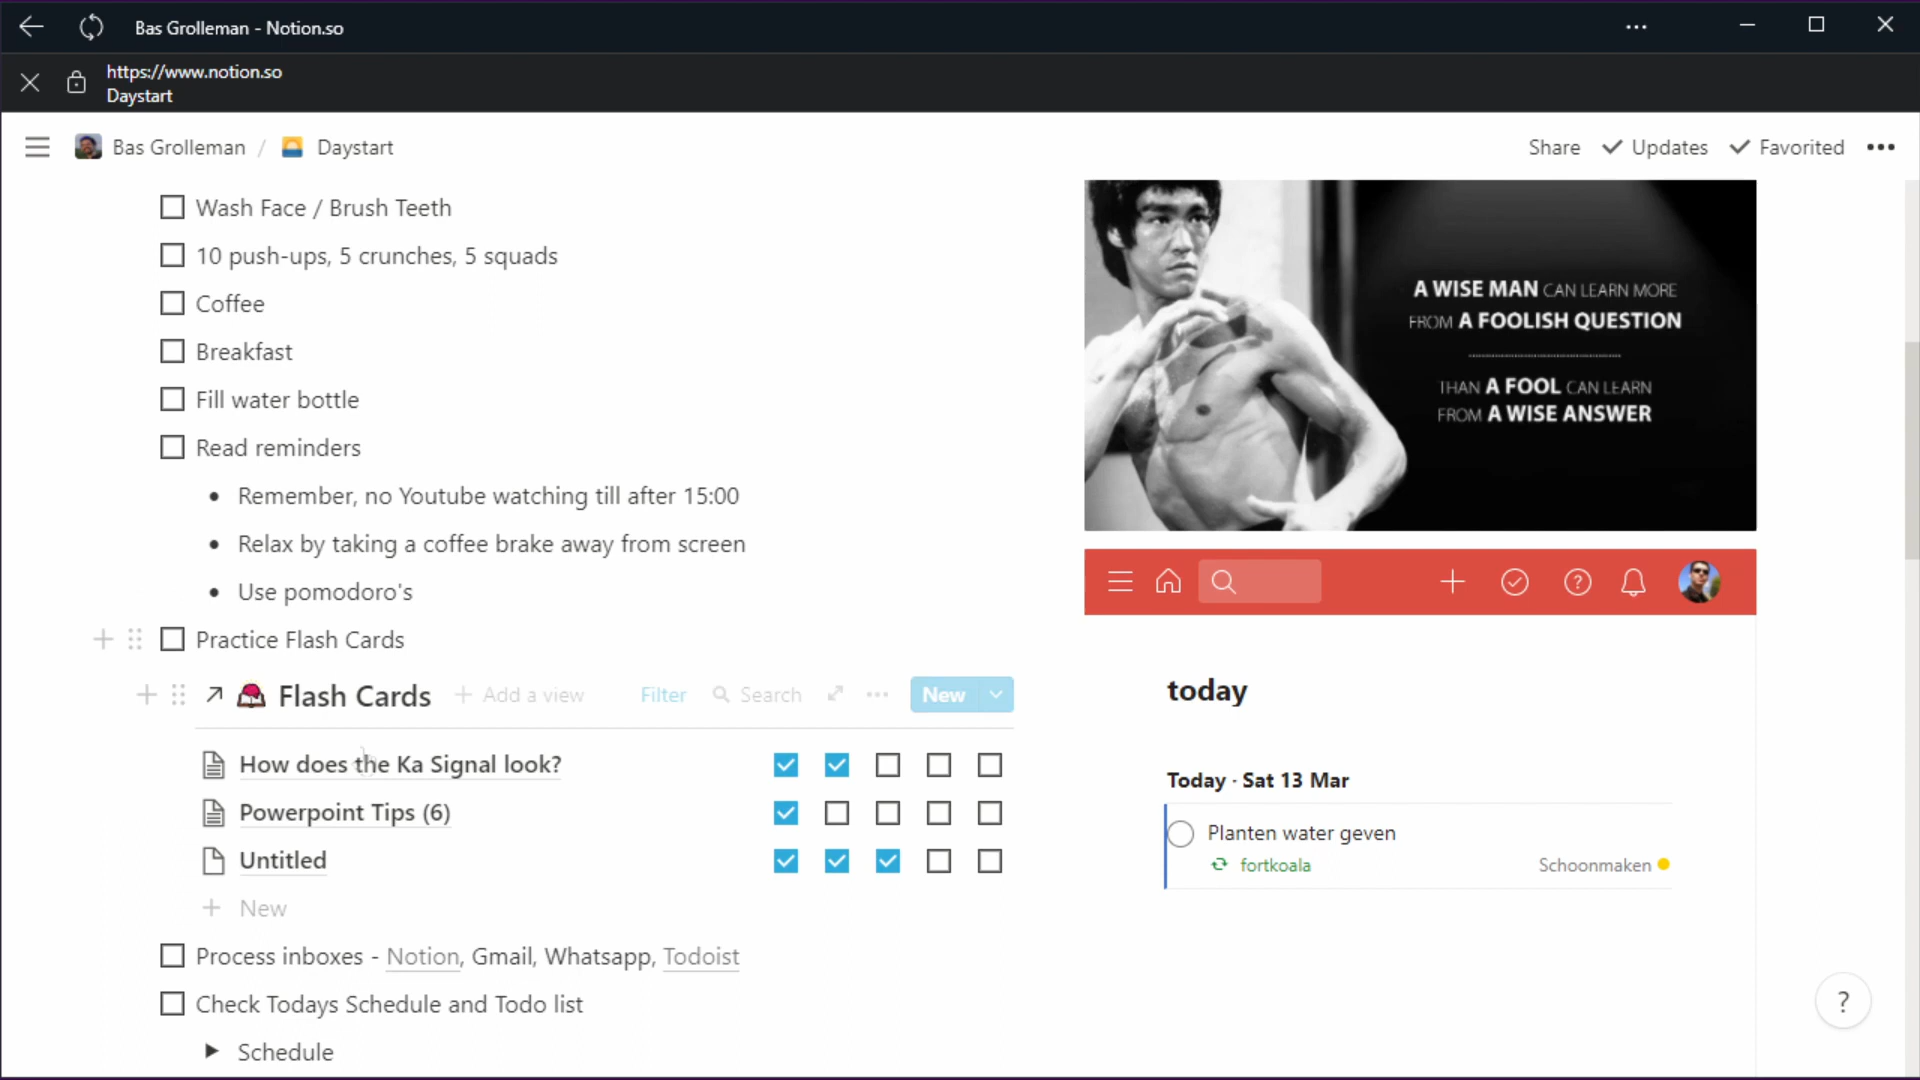 Bas Grolleman - Notion.so
https://www.notion.so
Daystart
Bas Grolleman / Daystart
Share Updates Favorited
Wash Face / Brush Teeth
10 push-ups, 5 crunches, 5 squads
Coffee
Breakfast
Fill water bottle
Read reminders
• Remember, no Youtube watching till after 15:00
• Relax by taking a coffee brake away from screen
• Use pomodoro's
Practice Flash Cards
Flash Cards + Add a view Filter Search New
How does the Ka Signal look?
Powerpoint Tips (6)
Untitled
+ New
Process inboxes - Notion, Gmail, Whatsapp, Todoist
Check Todays Schedule and Todo list
Schedule
A WISE MAN CAN LEARN MORE
FROM A FOOLISH QUESTION
THAN A FOOL CAN LEARN
FROM A WISE ANSWER
today
Today · Sat 13 Mar
Planten water geven
fortkoala Schoonmaken
?